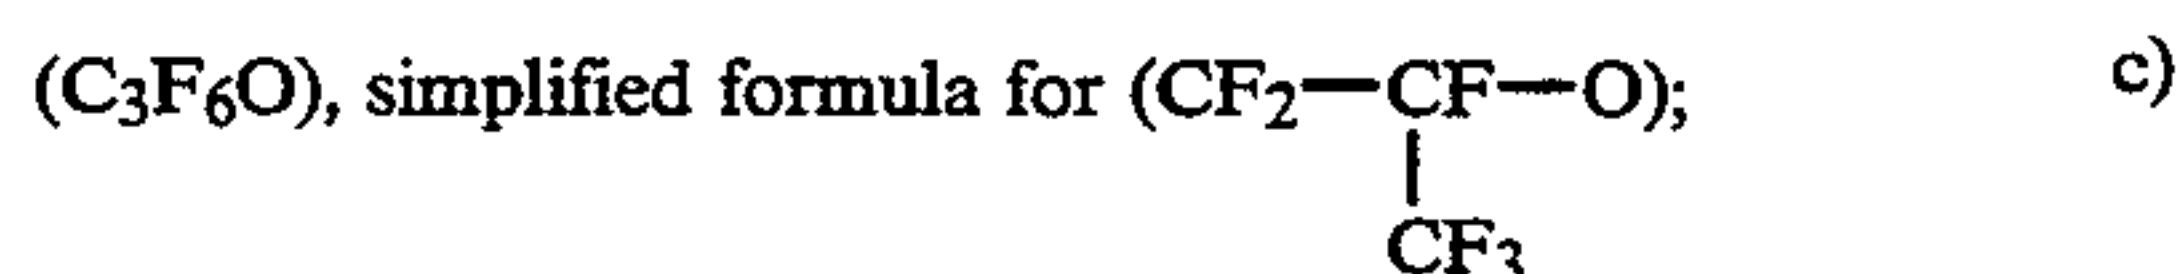 (C3F6O), simplified formula for (CF2—CF—O); c)
CF3